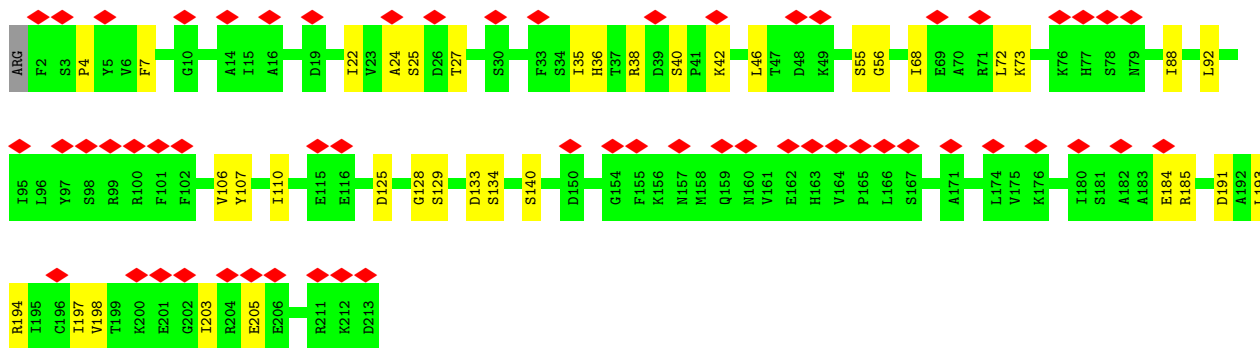 ARG F2 S3 P4 Y5 V6 F7 G10 A14 I15 A16 D19 I22 V23 A24 S25 D26 T27 S30 F33 S34 I35 H36 T37 R38 D39 S40 P41 K42 L46 T47 D48 K49 S55 G56 I68 E69 A70 R71 L72 K73 K76 H77 S78 N79 I88 L92
I95 L96 Y97 S98 R99 R100 F101 F102 V106 Y107 I110 E115 E116 D125 G128 S129 D133 S134 S140 D150 G154 F155 K156 N157 M158 Q159 N160 V161 E162 H163 V164 P165 L166 S167 A171 L174 V175 K176 I180 S181 A182 A183 E184 R185 D191 A192 L193
R194 I195 C196 I197 V198 T199 K200 E201 G202 I203 R204 E205 E206 R211 K212 D213